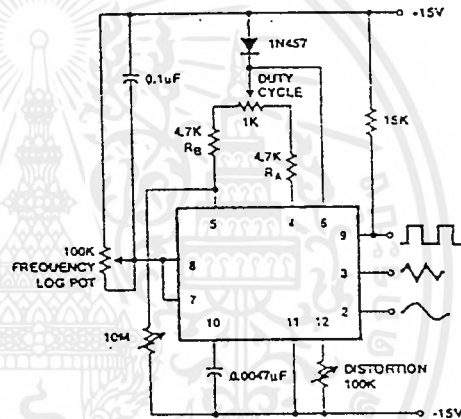 +15V
1N457
0.1uF
DUTY
CYCLE
15K
1K
4.7K
RB
4.7K
RA
5 4 6
9
100K
FREQUENCY
LOG POT
8
3
7
2
10M
10 11 12
0.0047µF
DISTORTION
100K
-15V